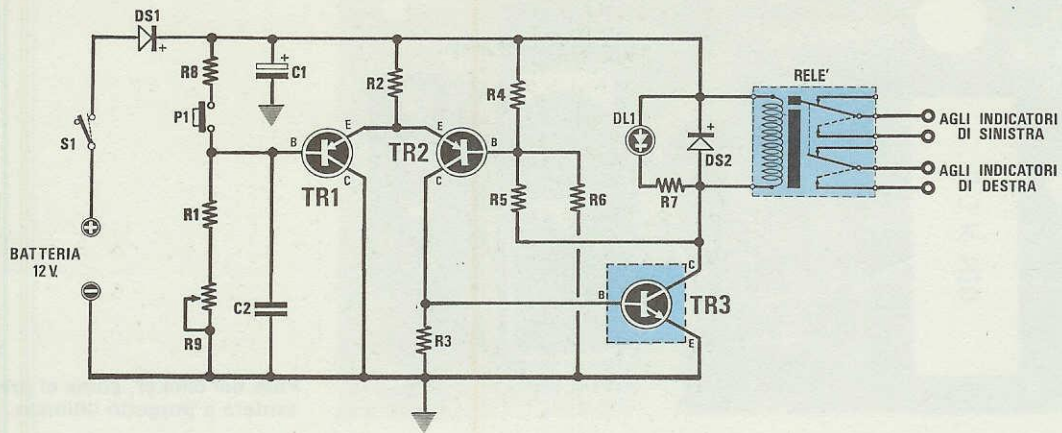 DS1
R8
C1
R2
R4
RELE'
P1
DL1
DS2
AGLI INDICATORI
DI SINISTRA
S1
B
E
C
TR1
TR2
E
B
C
R7
AGLI INDICATORI
DI DESTRA
R1
R5
R6
BATTERIA
12 V.
C
B
TR3
E
C2
R3
R9